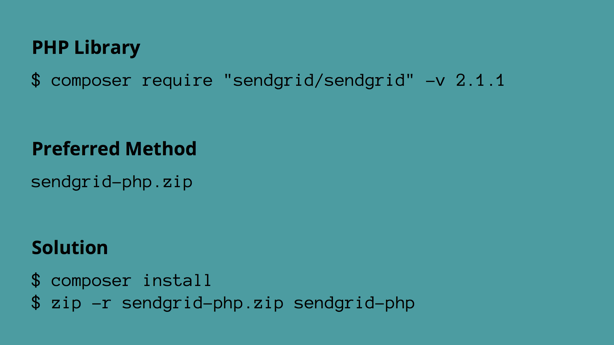 PHP Library
$ composer require "sendgrid/sendgrid" -v 2.1.1
Preferred Method
sendgrid-php.zip
Solution
$ composer install
$ zip -r sendgrid-php.zip sendgrid-php